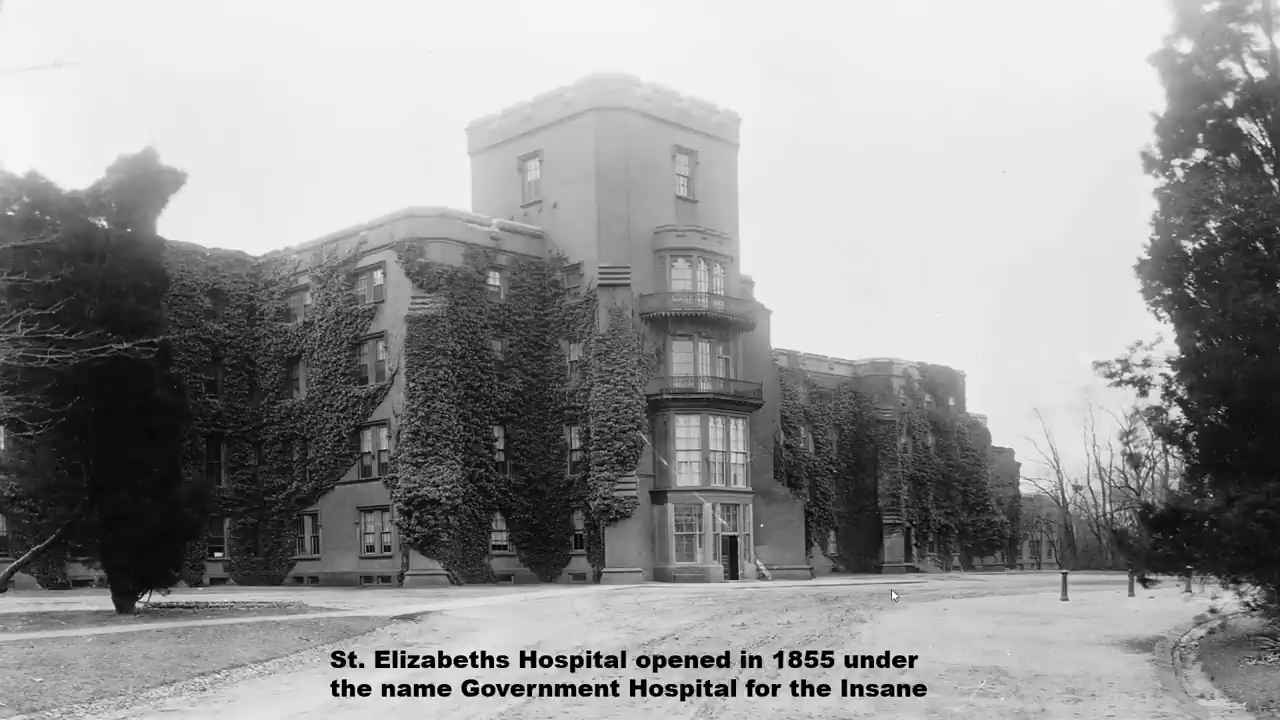 St. Elizabeths Hospital opened in 1855 under
the name Government Hospital for the Insane